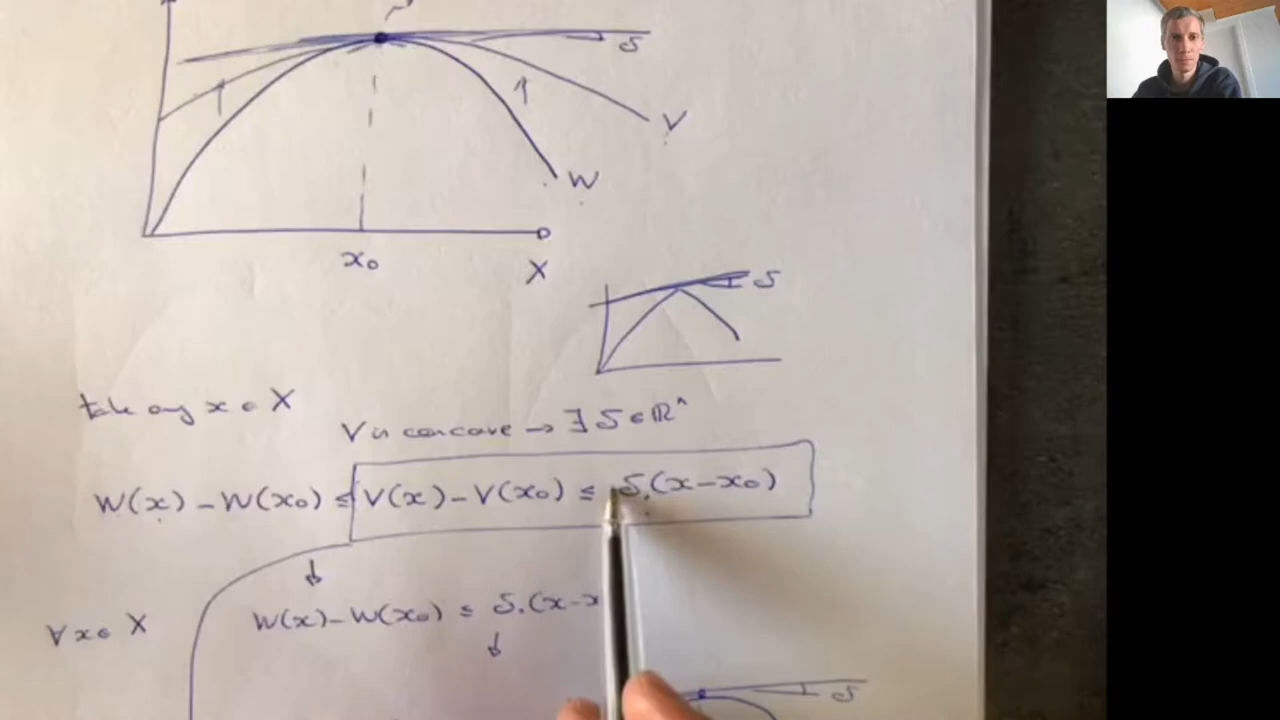 S
V
W
x₀
X
S
take any x ∈ X
V is concave → ∃ S ∈ ℝⁿ
W(x) - W(x₀) ≤ V(x) - V(x₀) ≤ S.(x-x₀)
↓
∀x∈ X W(x)-W(x₀) ≤ S.(x-x
↓
S